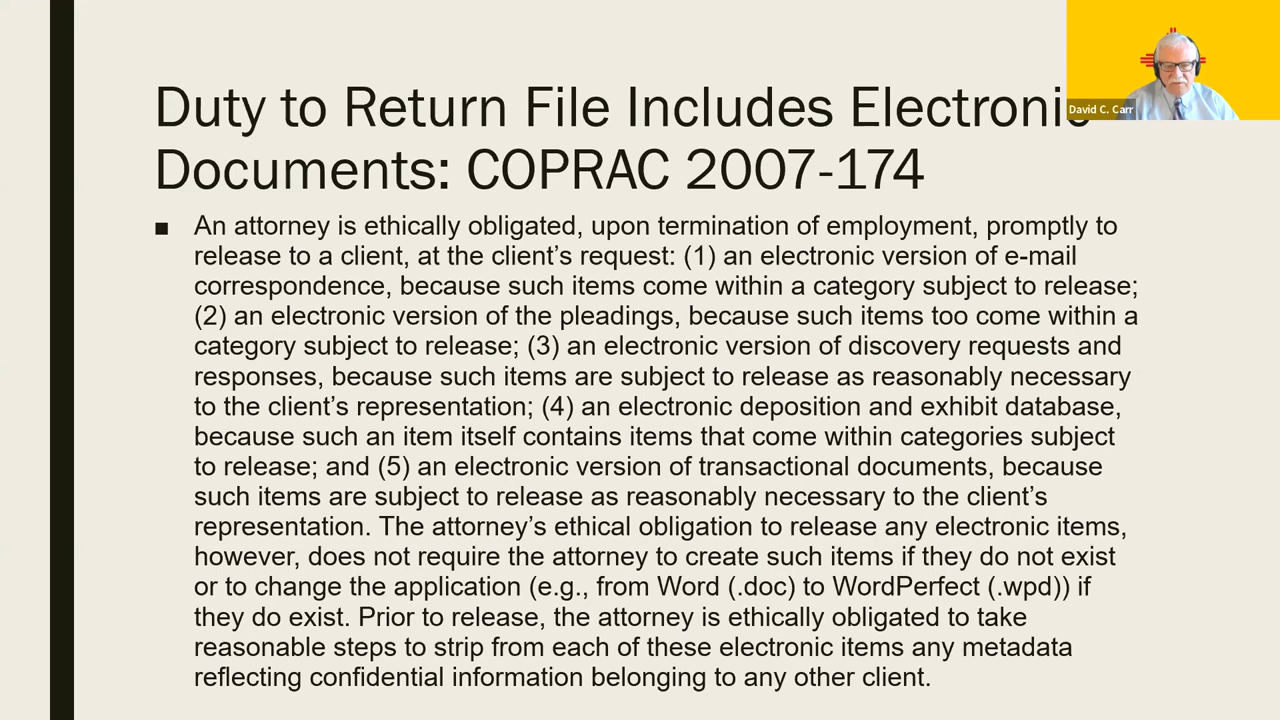 Duty to Return File Includes Electronic
Documents: COPRAC 2007-174
David C. Carr
■ An attorney is ethically obligated, upon termination of employment, promptly to
release to a client, at the client’s request: (1) an electronic version of e-mail
correspondence, because such items come within a category subject to release;
(2) an electronic version of the pleadings, because such items too come within a
category subject to release; (3) an electronic version of discovery requests and
responses, because such items are subject to release as reasonably necessary
to the client’s representation; (4) an electronic deposition and exhibit database,
because such an item itself contains items that come within categories subject
to release; and (5) an electronic version of transactional documents, because
such items are subject to release as reasonably necessary to the client’s
representation. The attorney’s ethical obligation to release any electronic items,
however, does not require the attorney to create such items if they do not exist
or to change the application (e.g., from Word (.doc) to WordPerfect (.wpd)) if
they do exist. Prior to release, the attorney is ethically obligated to take
reasonable steps to strip from each of these electronic items any metadata
reflecting confidential information belonging to any other client.